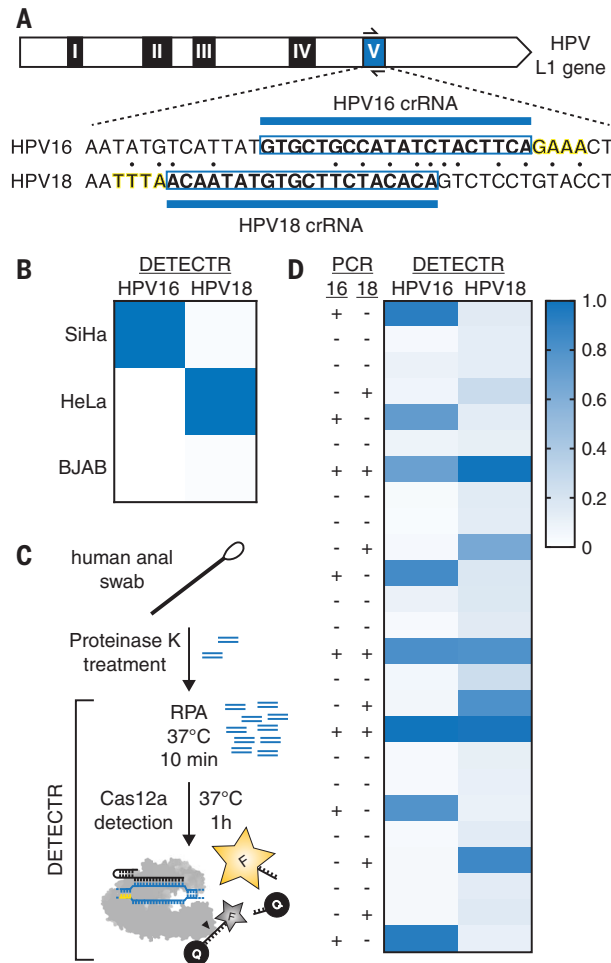 A
I II III IV V
HPV
L1 gene
HPV16 crRNA
HPV16 AATATGTCATTATGTGCTGCCATATCTACTTCAGAAACT
HPV18 AATTTAACAATATGTGCTTCTACACAGTCTCCTGTACCT
HPV18 crRNA
B
DETECTR
HPV16 HPV18
SiHa
HeLa
BJAB
C
human anal
swab
Proteinase K
treatment
RPA
37°C
10 min
Cas12a
detection
37°C
1h
DETECTR
F
F
Q
Q
D
PCR DETECTR
16 18 HPV16 HPV18
+ -
- -
- -
- +
+ -
- -
+ +
- -
- -
- +
+ -
- -
- -
+ +
- -
- +
+ +
- -
- -
+ -
- -
- +
- -
- +
+ -
1.0
0.8
0.6
0.4
0.2
0